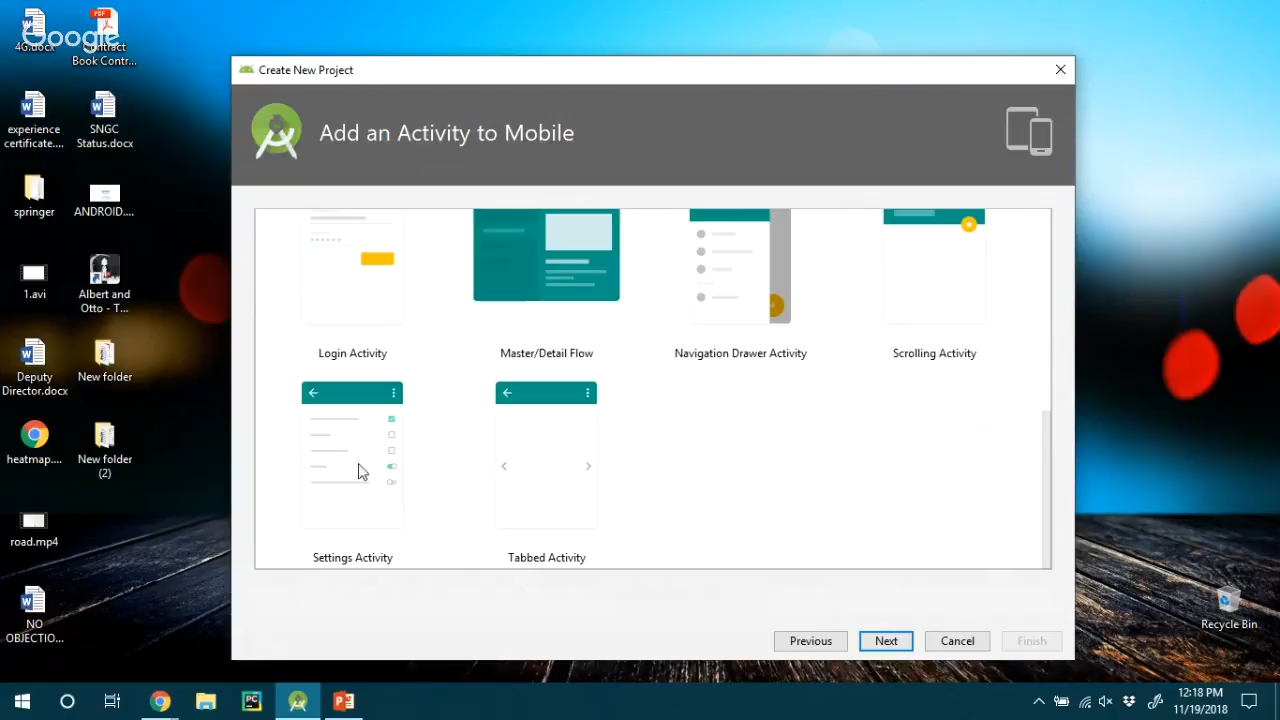 4G.docx
Google
PDF
Contract
Book Contr...
experience
certificate....
SNGC
Status.docx
springer
ANDROID....
1.avi
Albert and
Otto - T...
Deputy
Director.docx
New folder
heatmap....
New folder
(2)
road.mp4
NO
OBJECTIO...
Create New Project
Add an Activity to Mobile
Login Activity
Master/Detail Flow
Navigation Drawer Activity
Scrolling Activity
Settings Activity
Tabbed Activity
Previous
Next
Cancel
Finish
Recycle Bin
PC
12:18 PM
11/19/2018